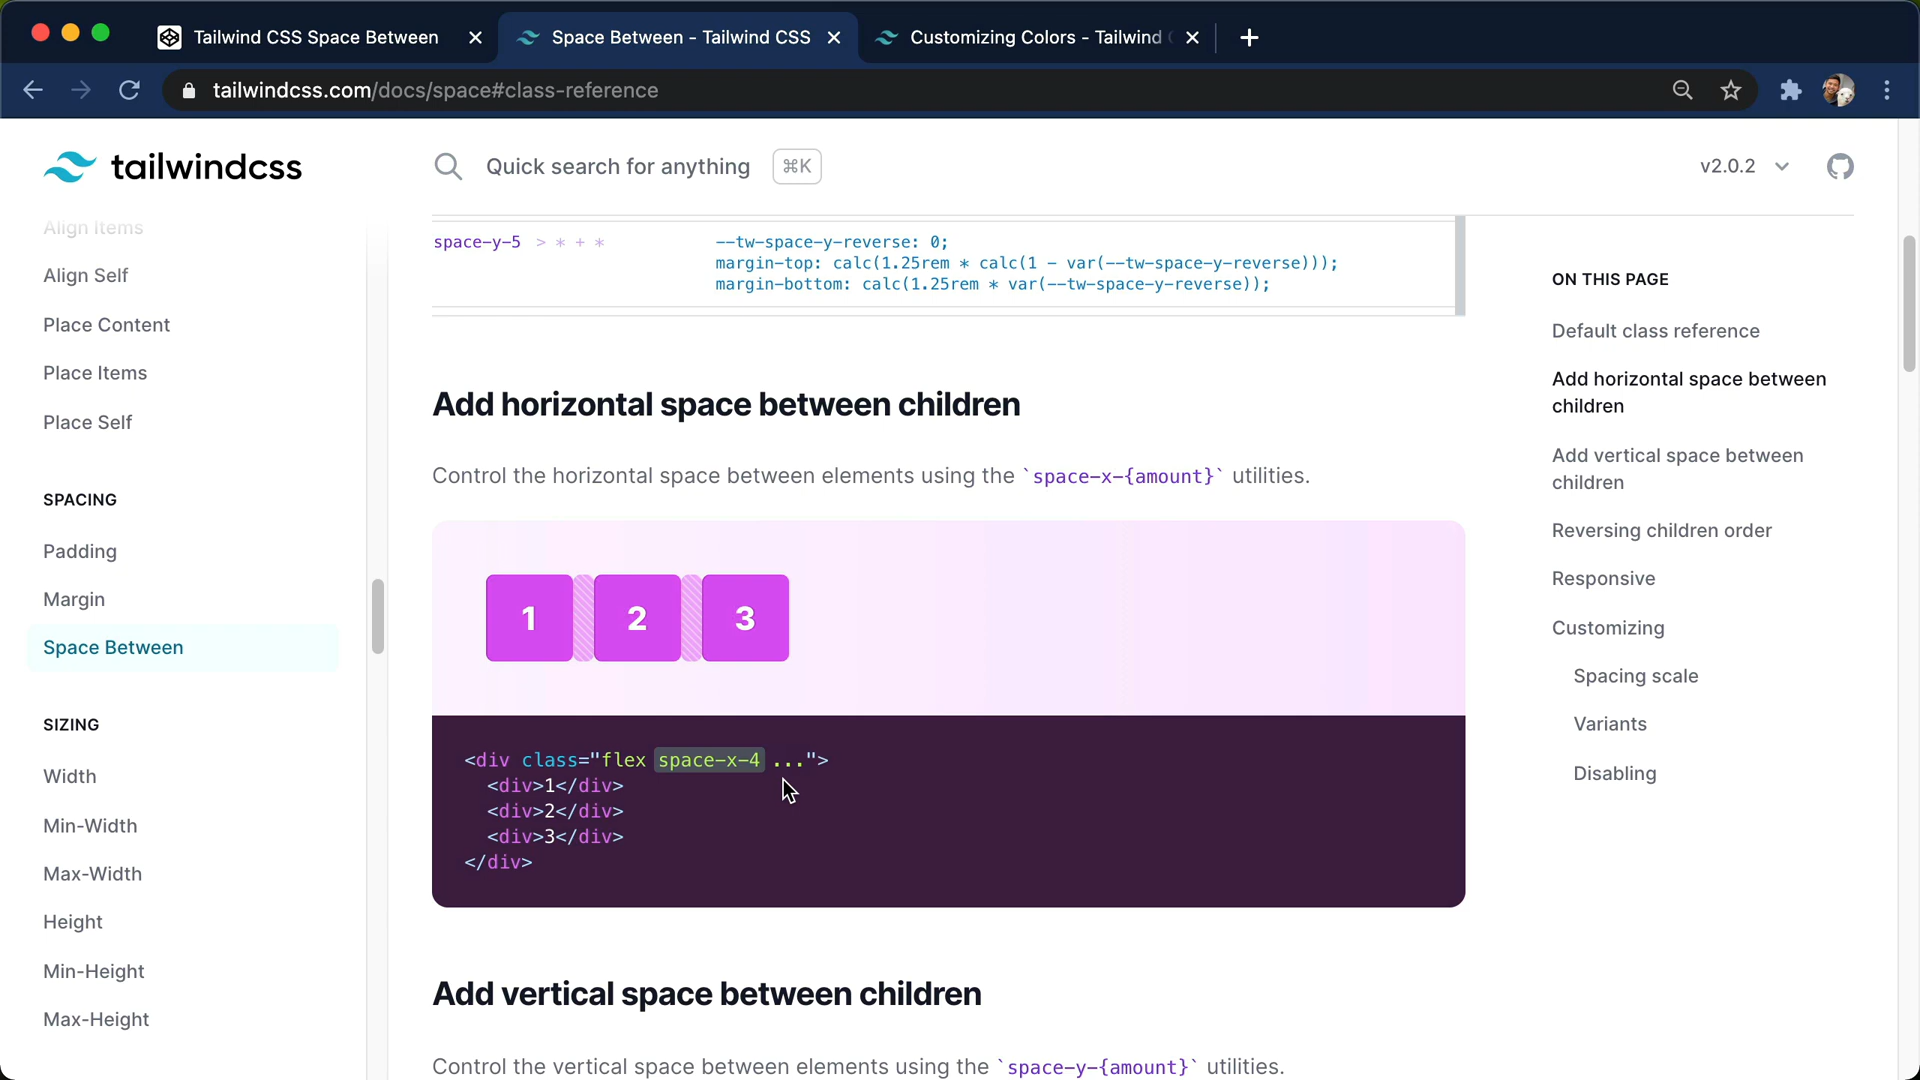 Tailwind CSS Space Between
Space Between - Tailwind CSS
Customizing Colors - Tailwind C
tailwindcss.com/docs/space#class-reference
tailwindcss
Quick search for anything
⌘K
v2.0.2
Align Items
Align Self
Place Content
Place Items
Place Self
SPACING
Padding
Margin
Space Between
SIZING
Width
Min-Width
Max-Width
Height
Min-Height
Max-Height
space-y-5 > * + *
--tw-space-y-reverse: 0;
margin-top: calc(1.25rem * calc(1 - var(--tw-space-y-reverse)));
margin-bottom: calc(1.25rem * var(--tw-space-y-reverse));
Add horizontal space between children
Control the horizontal space between elements using the `space-x-{amount}` utilities.
1
2
3
<div class="flex space-x-4 ...">
<div>1</div>
<div>2</div>
<div>3</div>
</div>
Add vertical space between children
Control the vertical space between elements using the `space-y-{amount}` utilities.
ON THIS PAGE
Default class reference
Add horizontal space between
children
Add vertical space between
children
Reversing children order
Responsive
Customizing
Spacing scale
Variants
Disabling